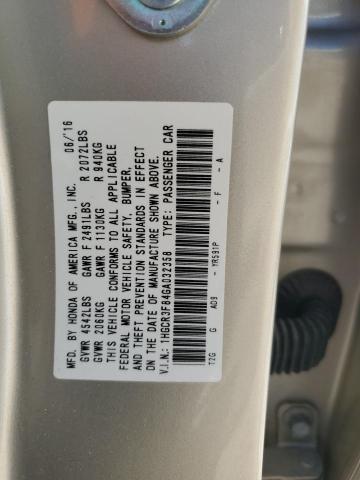 MFD. BY HONDA OF AMERICA MFG., INC. 06/16
GVWR 4542LBS GAWR F 2491LBS R 2072LBS
GVWR 2060KG GAWR F 1130KG R 940KG
THIS VEHICLE CONFORMS TO ALL APPLICABLE
FEDERAL MOTOR VEHICLE SAFETY, BUMPER,
AND THEFT PREVENTION STANDARDS IN EFFECT
ON THE DATE OF MANUFACTURE SHOWN ABOVE.
V.I.N.: 1HGCR3F84GA032358 TYPE: PASSENGER CAR
T2G G AD9 - YR591P - F - A